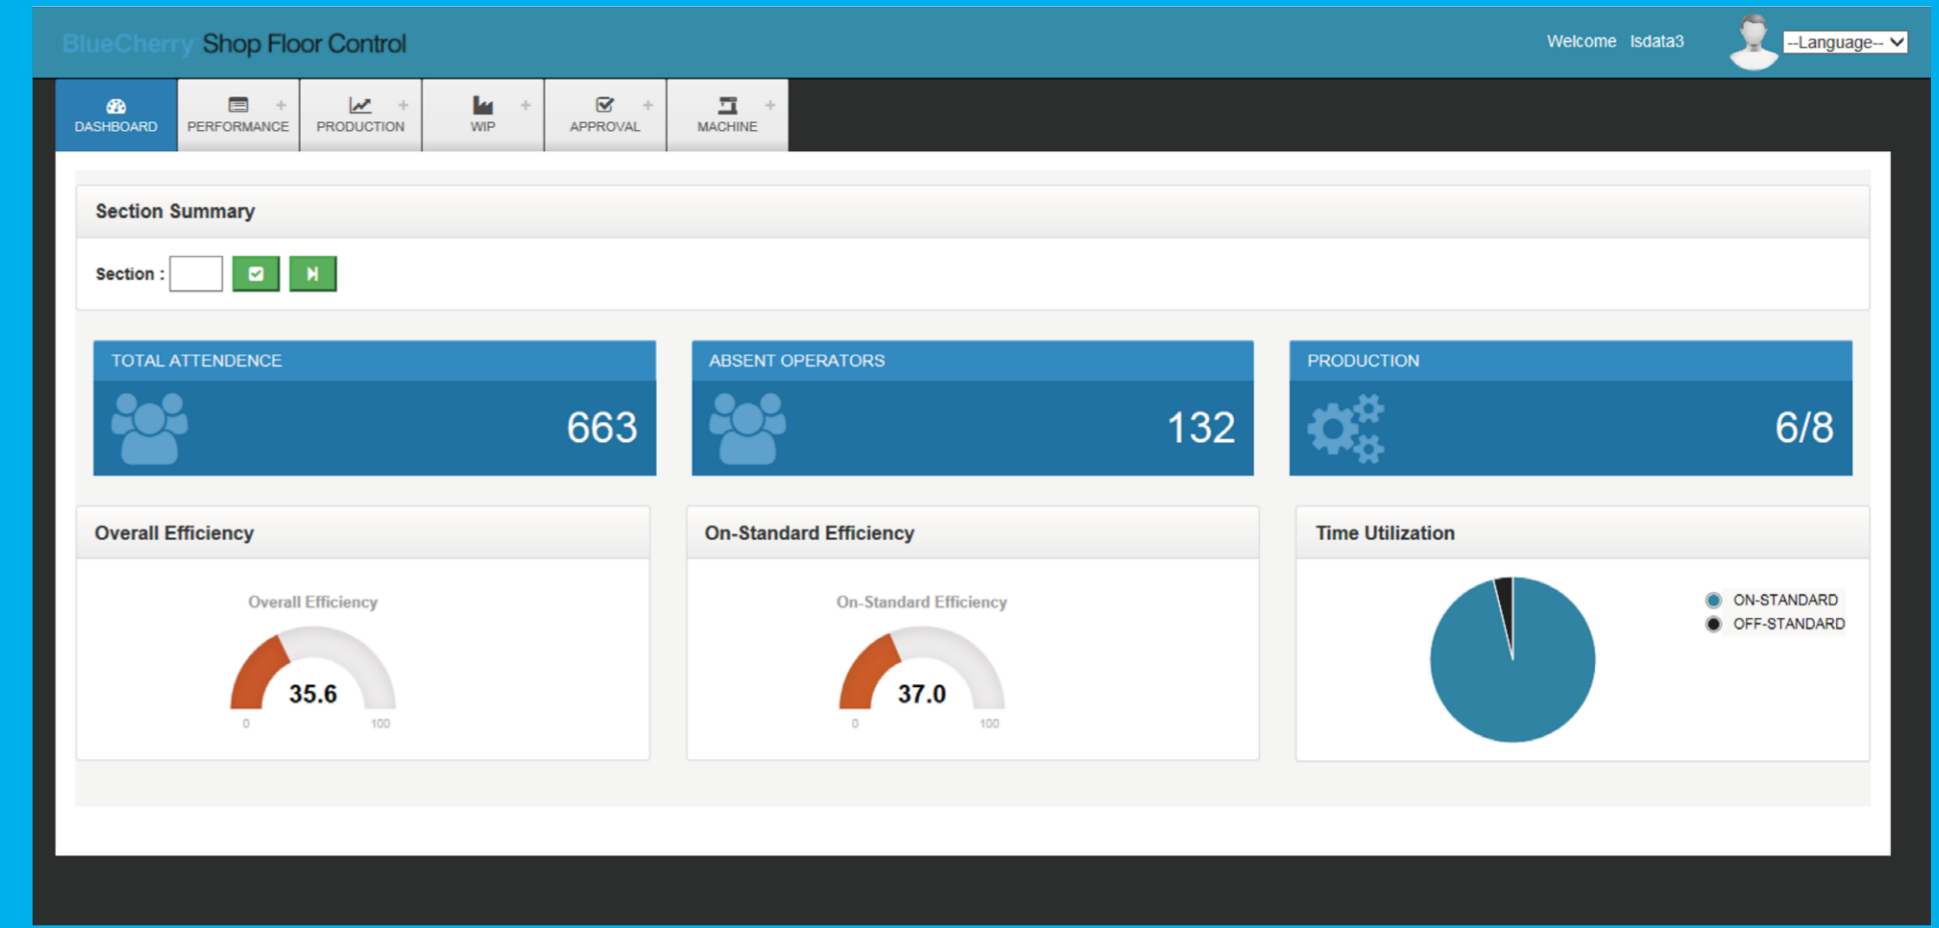 BlueCherry Shop Floor Control
Welcome lsdata3
--Language--
DASHBOARD
PERFORMANCE
PRODUCTION
WIP
APPROVAL
MACHINE
Section Summary
Section :
TOTAL ATTENDENCE
663
ABSENT OPERATORS
132
PRODUCTION
6/8
Overall Efficiency
Overall Efficiency
35.6
0
100
On-Standard Efficiency
On-Standard Efficiency
37.0
0
100
Time Utilization
ON-STANDARD
OFF-STANDARD